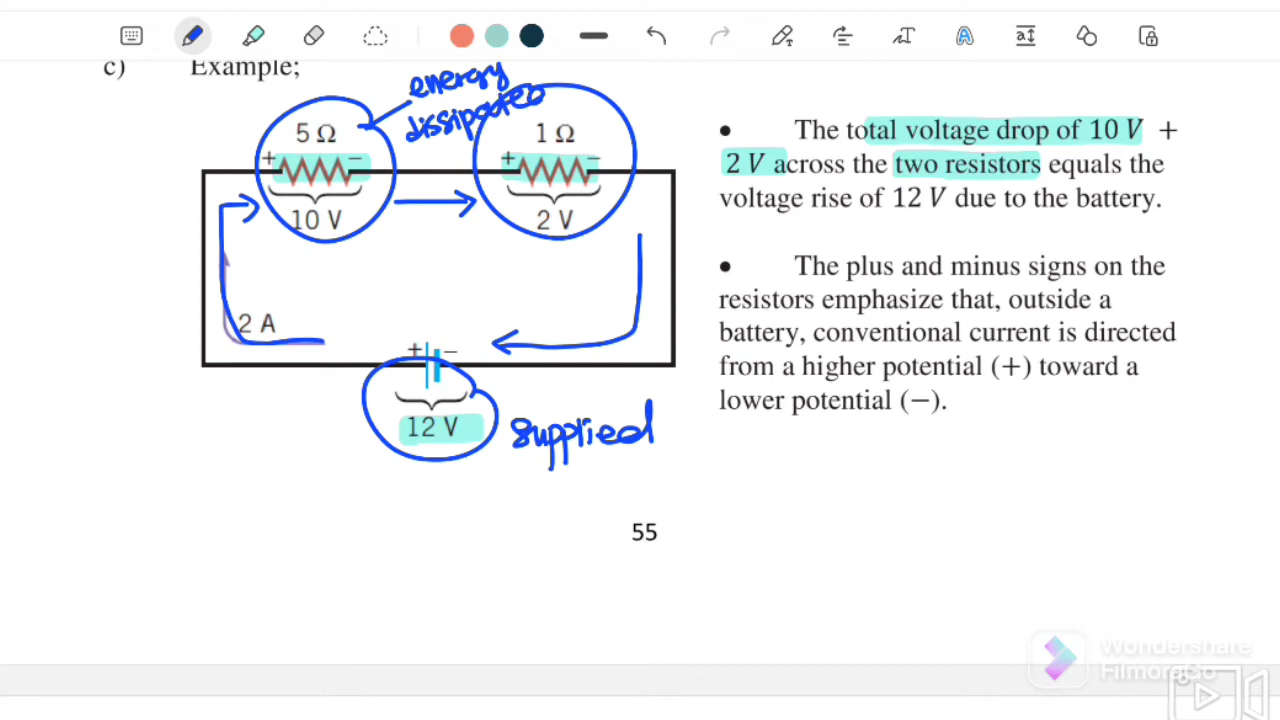 c) Example;
energy
dissipated
5 Ω
1 Ω
+ −
+ −
10 V
2 V
2 A
+ −
12 V
supplied
• The total voltage drop of 10 V +
2 V across the two resistors equals the
voltage rise of 12 V due to the battery.
• The plus and minus signs on the
resistors emphasize that, outside a
battery, conventional current is directed
from a higher potential (+) toward a
lower potential (−).
55
Wondershare
FilmoraGo